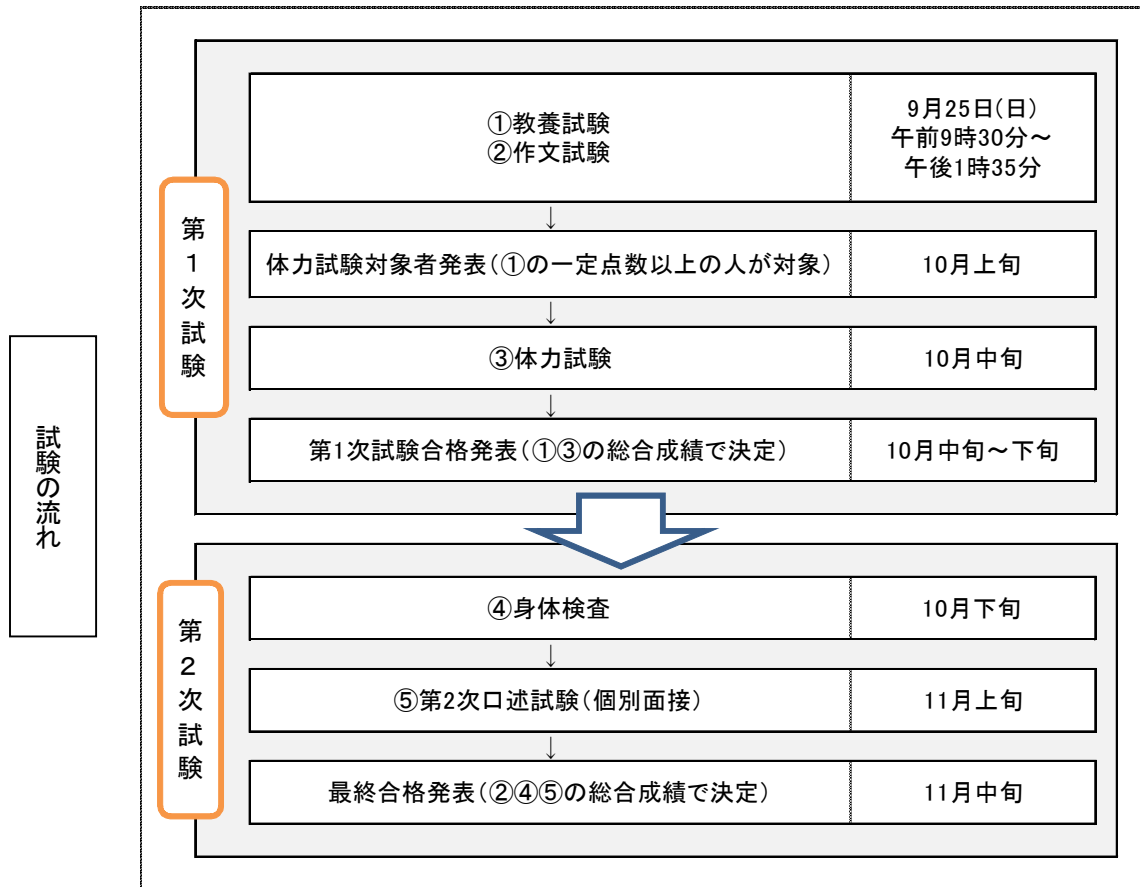 試験の流れ
第1次試験
①教養試験
②作文試験
9月25日(日)
午前9時30分～
午後1時35分
↓
体力試験対象者発表(①の一定点数以上の人が対象)
10月上旬
↓
③体力試験
10月中旬
↓
第1次試験合格発表(①③の総合成績で決定)
10月中旬～下旬
第2次試験
④身体検査
10月下旬
↓
⑤第2次口述試験(個別面接)
11月上旬
↓
最終合格発表(②④⑤の総合成績で決定)
11月中旬